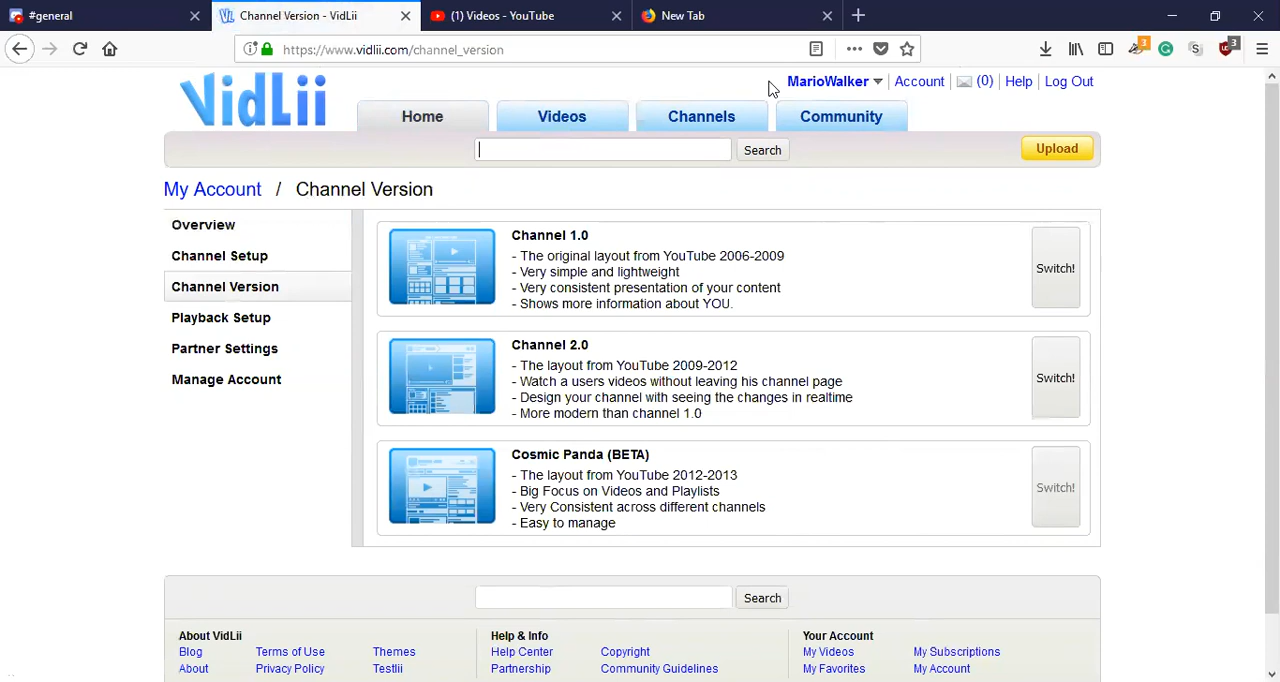 #general
Channel Version - VidLii
(1) Videos - YouTube
New Tab
https://www.vidlii.com/channel_version
3
3
VidLii
MarioWalker
Account
(0)
Help
Log Out
Home
Videos
Channels
Community
Search
Upload
My Account / Channel Version
Overview
Channel Setup
Channel Version
Playback Setup
Partner Settings
Manage Account
Channel 1.0
- The original layout from YouTube 2006-2009
- Very simple and lightweight
- Very consistent presentation of your content
- Shows more information about YOU.
Switch!
Channel 2.0
- The layout from YouTube 2009-2012
- Watch a users videos without leaving his channel page
- Design your channel with seeing the changes in realtime
- More modern than channel 1.0
Switch!
Cosmic Panda (BETA)
- The layout from YouTube 2012-2013
- Big Focus on Videos and Playlists
- Very Consistent across different channels
- Easy to manage
Switch!
Search
About VidLii
Blog Terms of Use Themes
About Privacy Policy Testlii
Help & Info
Help Center Copyright
Partnership Community Guidelines
Your Account
My Videos My Subscriptions
My Favorites My Account